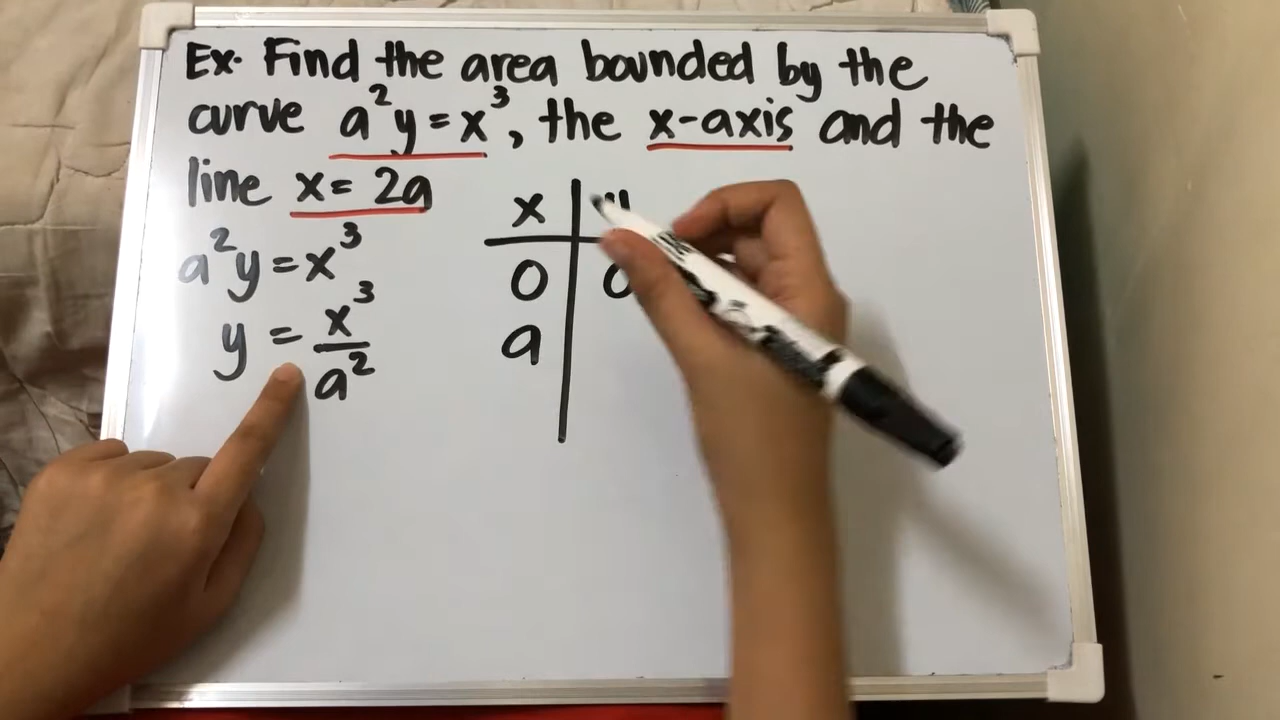 Ex. Find the area bounded by the
curve a²y = x³, the x-axis and the
line x = 2a
a²y = x³
y = x³/a²
x
0 0
a